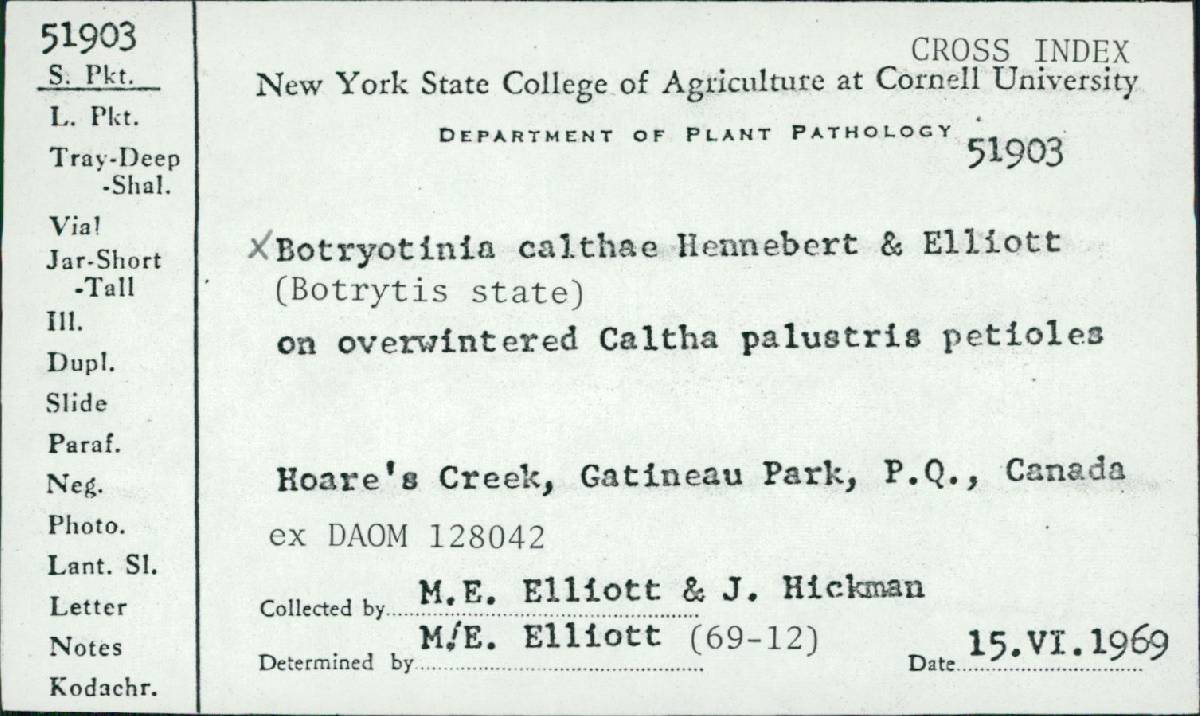 51903
S. Pkt.
L. Pkt.
Tray-Deep
-Shal.
Vial
Jar-Short
-Tall
Ill.
Dupl.
Slide
Paraf.
Neg.
Photo.
Lant. Sl.
Letter
Notes
Kodachr.
CROSS INDEX
New York State College of Agriculture at Cornell University
DEPARTMENT OF PLANT PATHOLOGY
51903
X Botryotinia calthae Hennebert & Elliott
(Botrytis state)
on overwintered Caltha palustris petioles
Hoare's Creek, Gatineau Park, P.Q., Canada
ex DAOM 128042
Collected by M.E. Elliott & J. Hickman
Determined by M.E. Elliott (69-12)
Date 15.VI.1969